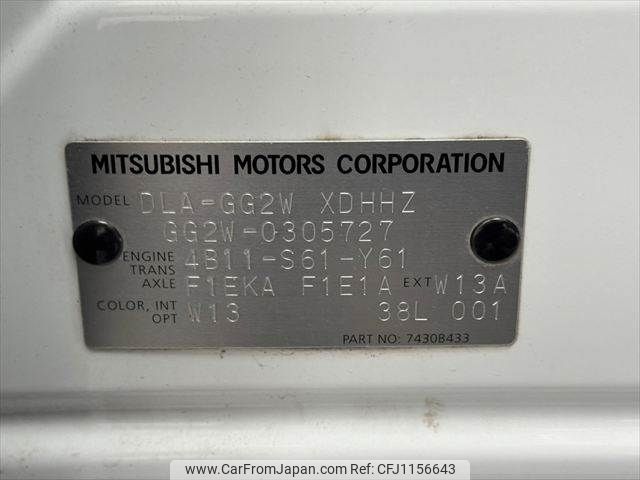 MITSUBISHI MOTORS CORPORATION
MODEL DLA-GG2W XDHHZ
GG2W-0305727
ENGINE 4B11-S61-Y61
TRANS AXLE F1EKA F1E1A EXT W13A
COLOR, INT OPT W13 38L 001
PART NO: 7430B433
www.CarFromJapan.com | CFJ1156643